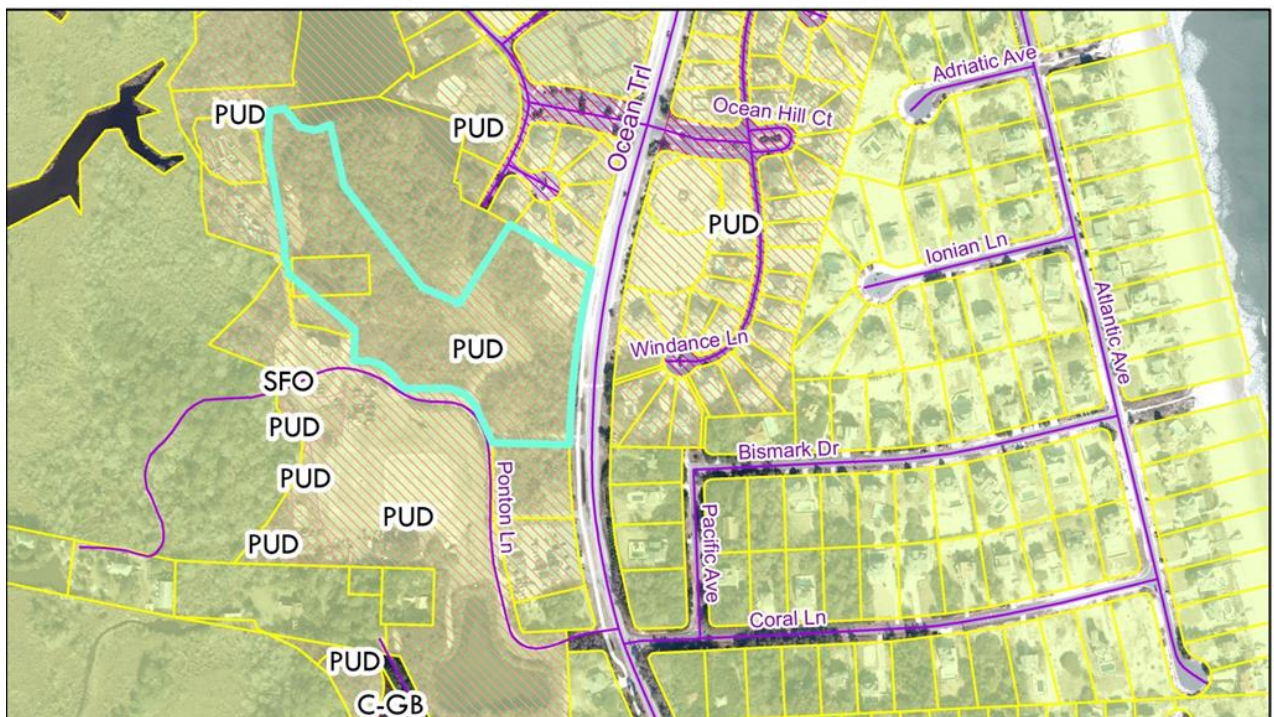 Adriatic Ave
PUD
PUD
Ocean Hill Ct
Ocean Trl
PUD
Ionian Ln
Atlantic Ave
PUD
Windance Ln
SFO
PUD
Bismark Dr
PUD
Ponton Ln
PUD
Pacific Ave
PUD
Coral Ln
PUD
C-GB